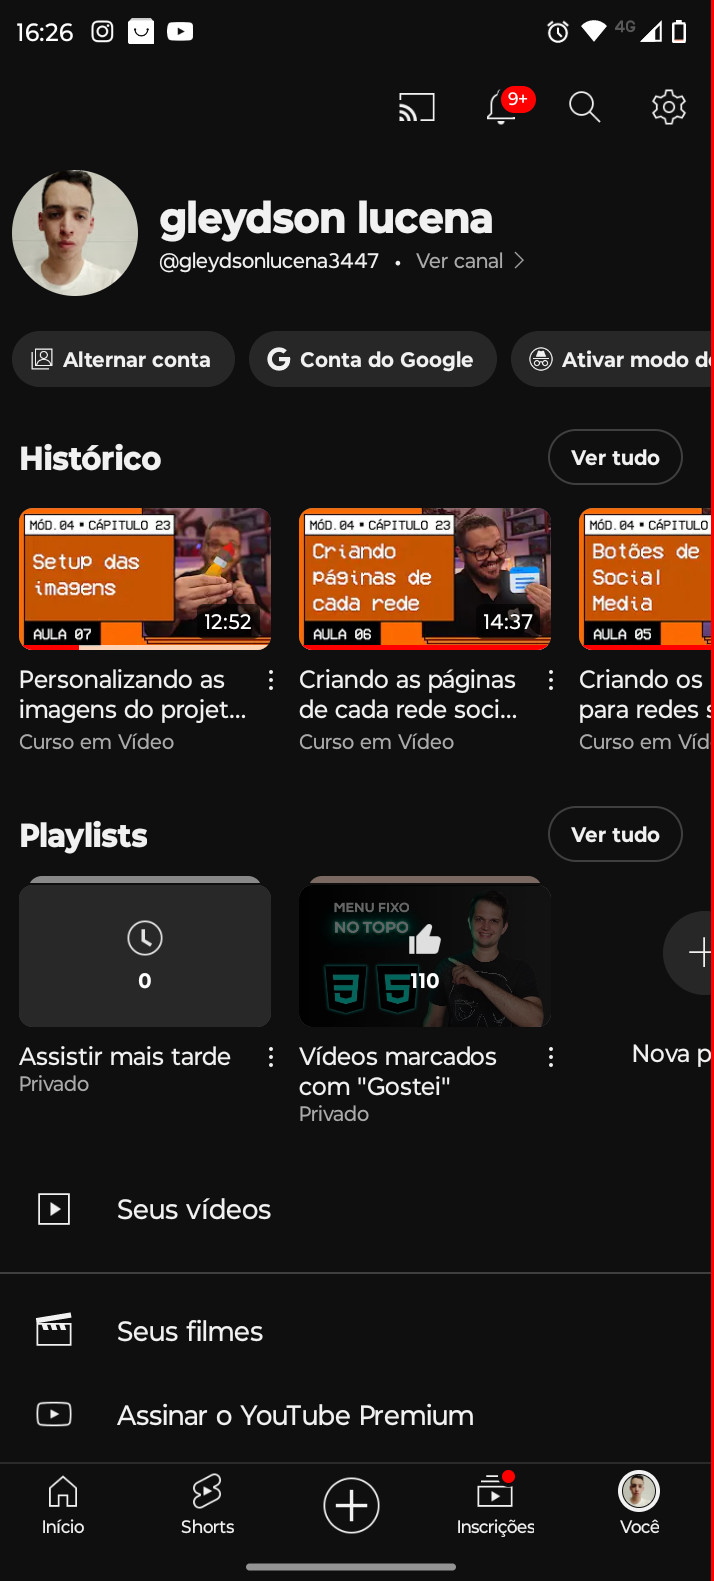 16:26
4G
9+
gleydson lucena
@gleydsonlucena3447 • Ver canal
Alternar conta
Conta do Google
Ativar modo d
Histórico
Ver tudo
MÓD.04 ▪ CÁPITULO 23
Setup das
imagens
AULA 07
12:52
MÓD.04 ▪ CÁPITULO 23
Criando
páginas de
cada rede
AULA 06
14:37
MÓD.04 ▪ CÁPITULO
Botões de
Social
Media
AULA 05
Personalizando as
imagens do projet...
Curso em Vídeo
Criando as páginas
de cada rede soci...
Curso em Vídeo
Criando os
para redes s
Curso em Víd
Playlists
Ver tudo
0
MENU FIXO
NO TOPO
3 5
110
Assistir mais tarde
Privado
Vídeos marcados
com "Gostei"
Privado
Nova p
Seus vídeos
Seus filmes
Assinar o YouTube Premium
Início
Shorts
Inscrições
Você